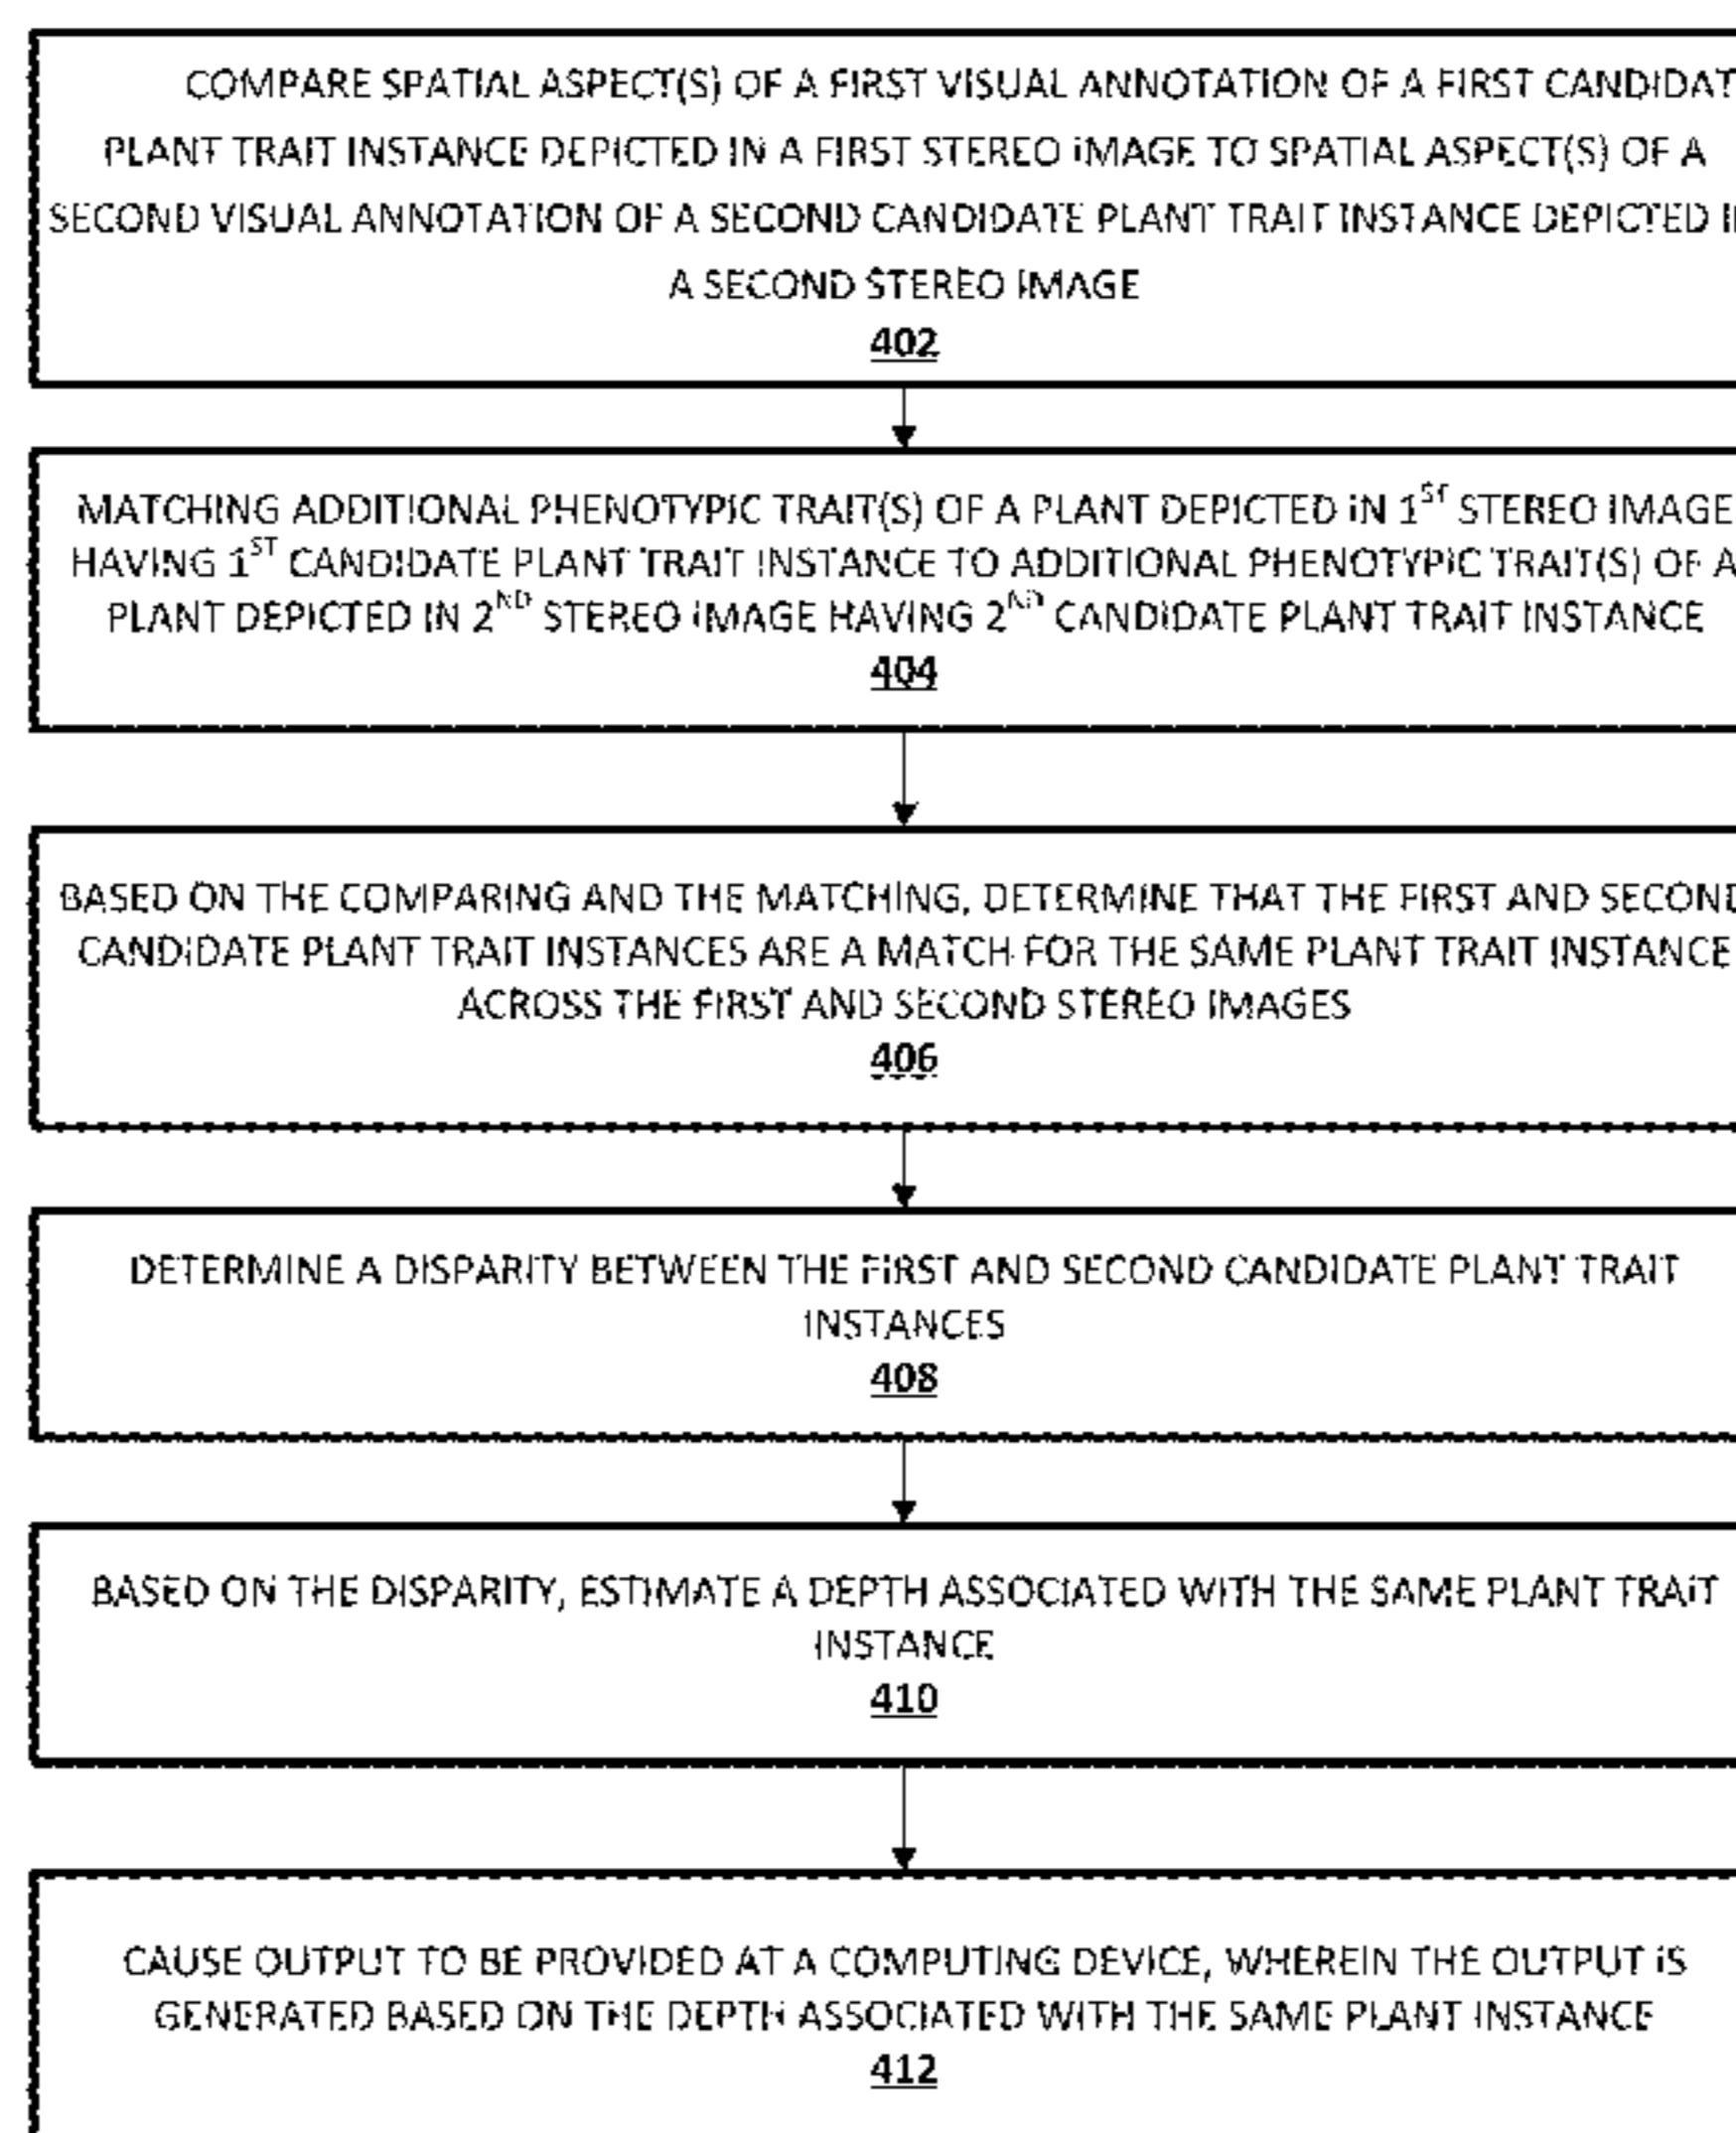 COMPARE SPATIAL ASPECT(S) OF A FIRST VISUAL ANNOTATION OF A FIRST CANDIDAT
PLANT TRAIT INSTANCE DEPICTED IN A FIRST STEREO IMAGE TO SPATIAL ASPECT(S) OF A
SECOND VISUAL ANNOTATION OF A SECOND CANDIDATE PLANT TRAIT INSTANCE DEPICTED
A SECOND STEREO IMAGE
402
MATCHING ADDITIONAL PHENOTYPIC TRAIT(S) OF A PLANT DEPICTED IN 1ST STEREO IMAGE
HAVING 1ST CANDIDATE PLANT TRAIT INSTANCE TO ADDITIONAL PHENOTYPIC TRAIT(S) OF A
PLANT DEPICTED IN 2ND STEREO IMAGE HAVING 2ND CANDIDATE PLANT TRAIT INSTANCE
404
BASED ON THE COMPARING AND THE MATCHING, DETERMINE THAT THE FIRST AND SECOND
CANDIDATE PLANT TRAIT INSTANCES ARE A MATCH FOR THE SAME PLANT TRAIT INSTANCE
ACROSS THE FIRST AND SECOND STEREO IMAGES
406
DETERMINE A DISPARITY BETWEEN THE FIRST AND SECOND CANDIDATE PLANT TRAIT
INSTANCES
408
BASED ON THE DISPARITY, ESTIMATE A DEPTH ASSOCIATED WITH THE SAME PLANT TRAIT
INSTANCE
410
CAUSE OUTPUT TO BE PROVIDED AT A COMPUTING DEVICE, WHEREIN THE OUTPUT IS
GENERATED BASED ON THE DEPTH ASSOCIATED WITH THE SAME PLANT INSTANCE
412